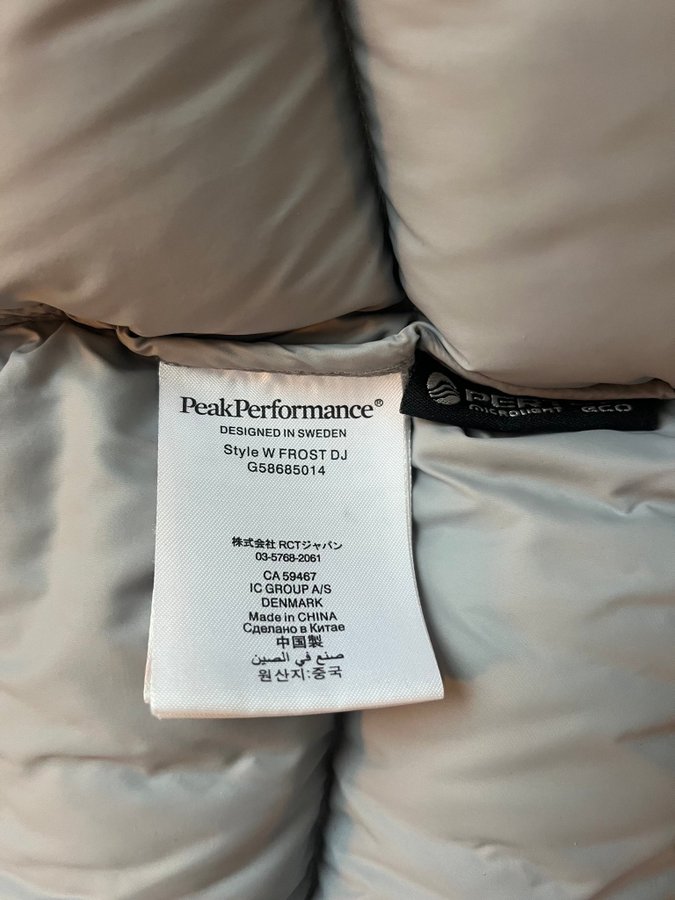 PeakPerformance®
DESIGNED IN SWEDEN
Style W FROST DJ
G58685014
株式会社 RCTジャパン
03-5768-2061
CA 59467
IC GROUP A/S
DENMARK
Made in CHINA
Сделано в Китае
中国製
صنع في الصين
원산지:중국
MICROLIGHT ECO